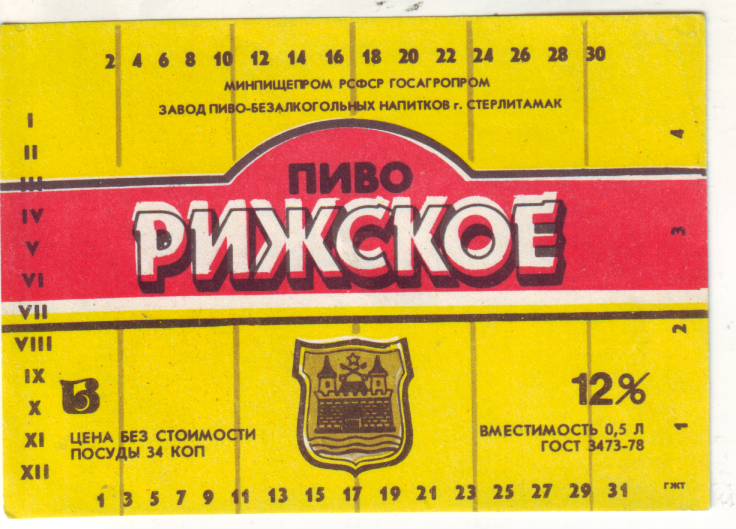 2 4 6 8 10 12 14 16 18 20 22 24 26 28 30
МИНПИЩЕПРОМ РСФСР ГОСАГРОПРОМ
ЗАВОД ПИВО-БЕЗАЛКОГОЛЬНЫХ НАПИТКОВ г. СТЕРЛИТАМАК
I
II
III
IV
V
VI
VII
VIII
IX
X
XI
XII
ПИВО
РИЖСКОЕ
4
3
2
1
12%
ЦЕНА БЕЗ СТОИМОСТИ
ПОСУДЫ 34 КОП
ВМЕСТИМОСТЬ 0,5 Л
ГОСТ 3473-78
1 3 5 7 9 11 13 15 17 19 21 23 25 27 29 31
ГЖТ